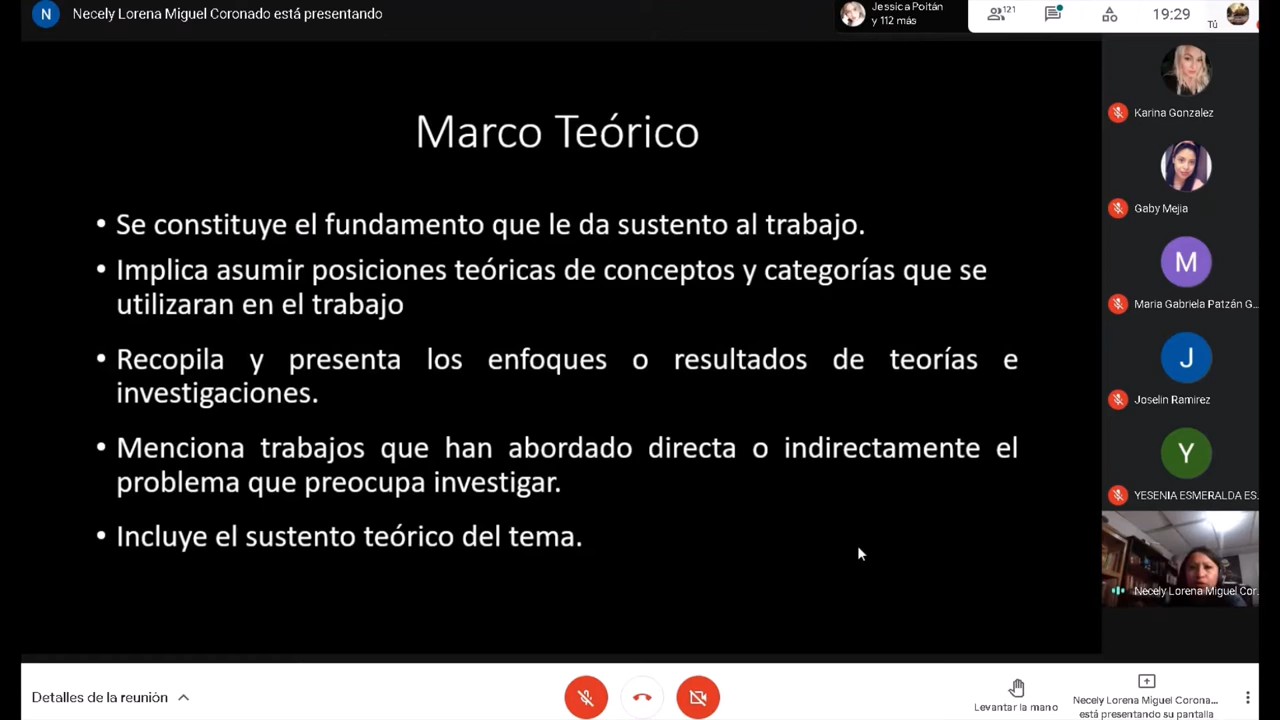 N Necely Lorena Miguel Coronado está presentando
Jessica Poitán
y 112 más
121
19:29
Tú
Marco Teórico
• Se constituye el fundamento que le da sustento al trabajo.
• Implica asumir posiciones teóricas de conceptos y categorías que se
utilizaran en el trabajo
• Recopila y presenta los enfoques o resultados de teorías e
investigaciones.
• Menciona trabajos que han abordado directa o indirectamente el
problema que preocupa investigar.
• Incluye el sustento teórico del tema.
Karina Gonzalez
Gaby Mejia
M
Maria Gabriela Patzán G...
J
Joselin Ramirez
Y
YESENIA ESMERALDA ES...
Necely Lorena Miguel Cor...
Detalles de la reunión
Levantar la mano
Necely Lorena Miguel Corona...
está presentando su pantalla